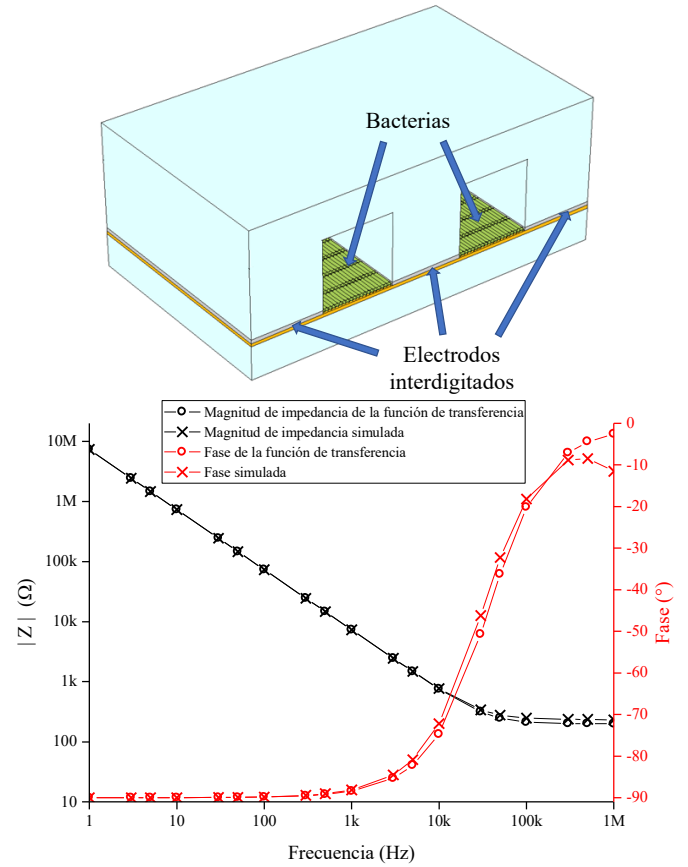 Bacterias
Electrodos
interdigitados
Magnitud de impedancia de la función de transferencia
Magnitud de impedancia simulada
Fase de la función de transferencia
Fase simulada
10M
1M
100k
10k
1k
100
10
| Z | (Ω)
0
-10
-20
-30
-40
-50
-60
-70
-80
-90
Fase (°)
1
10
100
1k
10k
100k
1M
Frecuencia (Hz)